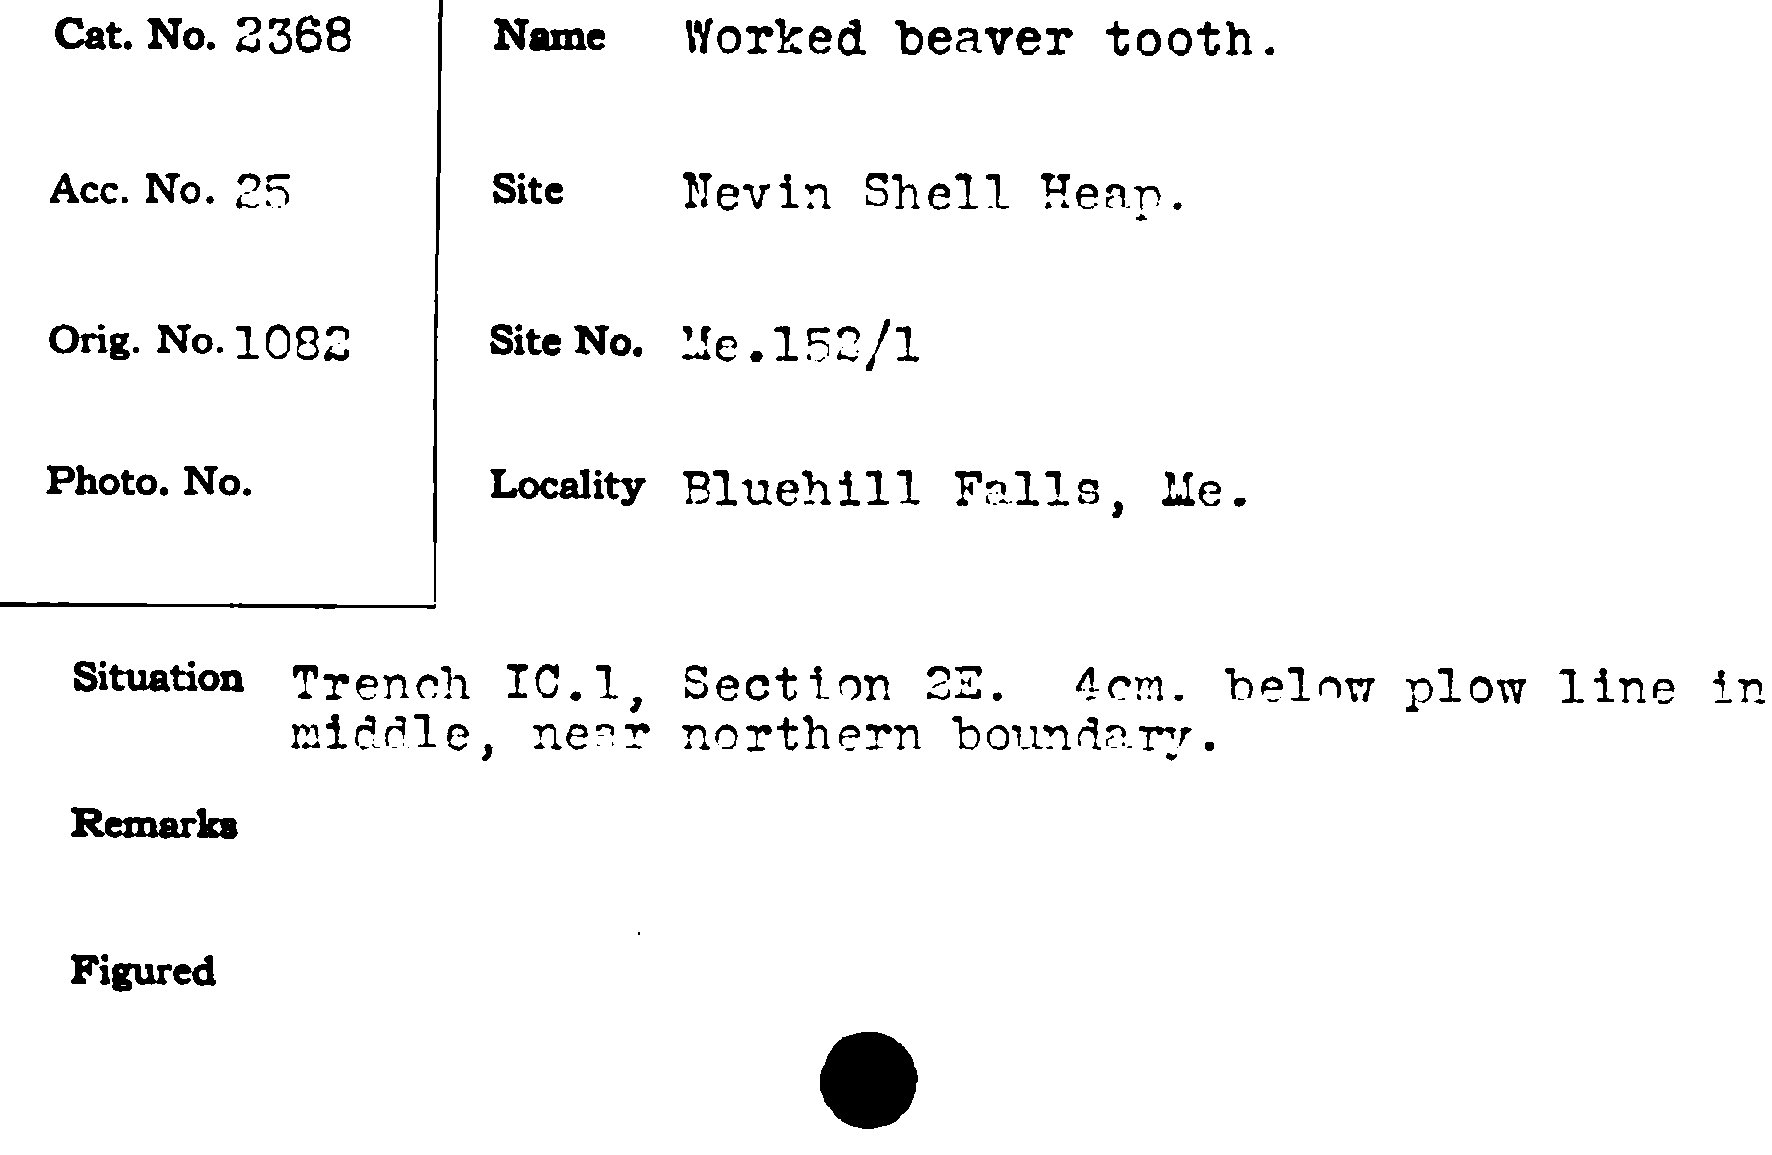 Cat. No. 2368
Name Worked beaver tooth.
Acc. No. 25
Site Nevin Shell Heap.
Orig. No. 1082
Site No. Me.152/1
Photo. No.
Locality Bluehill Falls, Me.
Situation Trench IC.1, Section 2E. 4cm. below plow line in
middle, near northern boundary.
Remarks
Figured